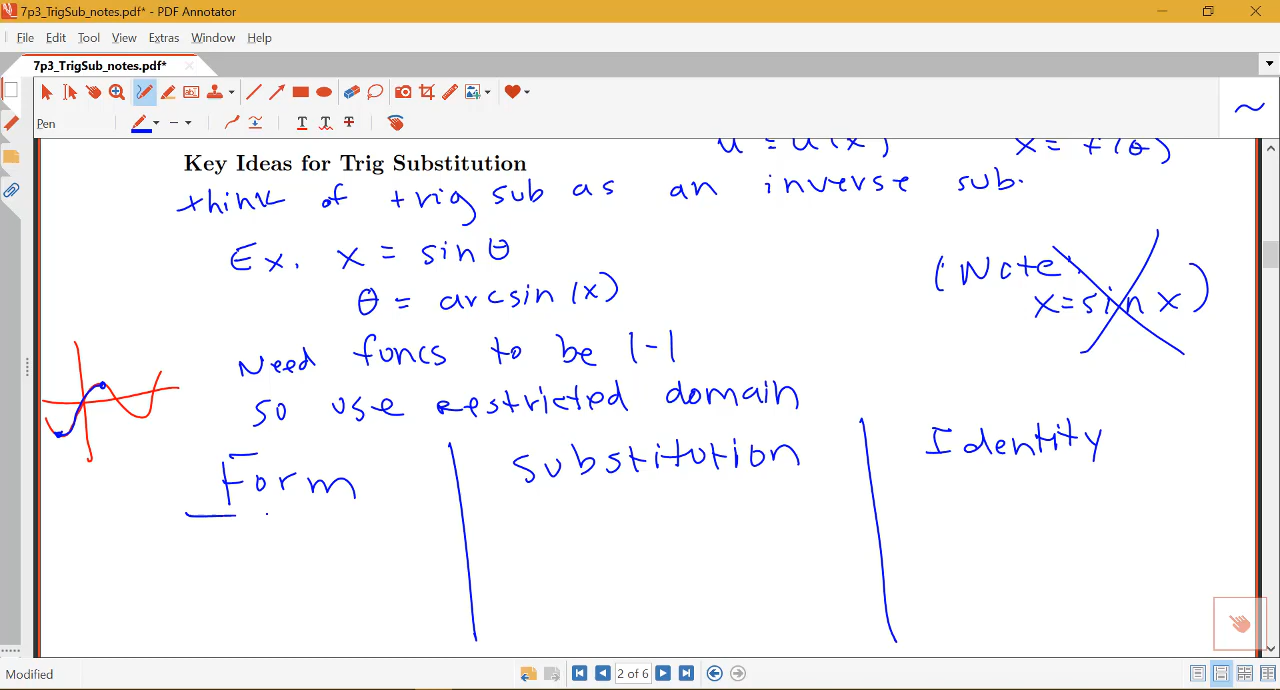 7p3_TrigSub_notes.pdf* - PDF Annotator
File Edit Tool View Extras Window Help
7p3_TrigSub_notes.pdf*
Pen
u = u(x) x = f(θ)
Key Ideas for Trig Substitution
think of trig sub as an inverse sub.
Ex. x = sin θ
θ = arcsin(x)
(Note:
x = sin x)
Need funcs to be 1-1
so use restricted domain
Form Substitution Identity
Modified 2 of 6